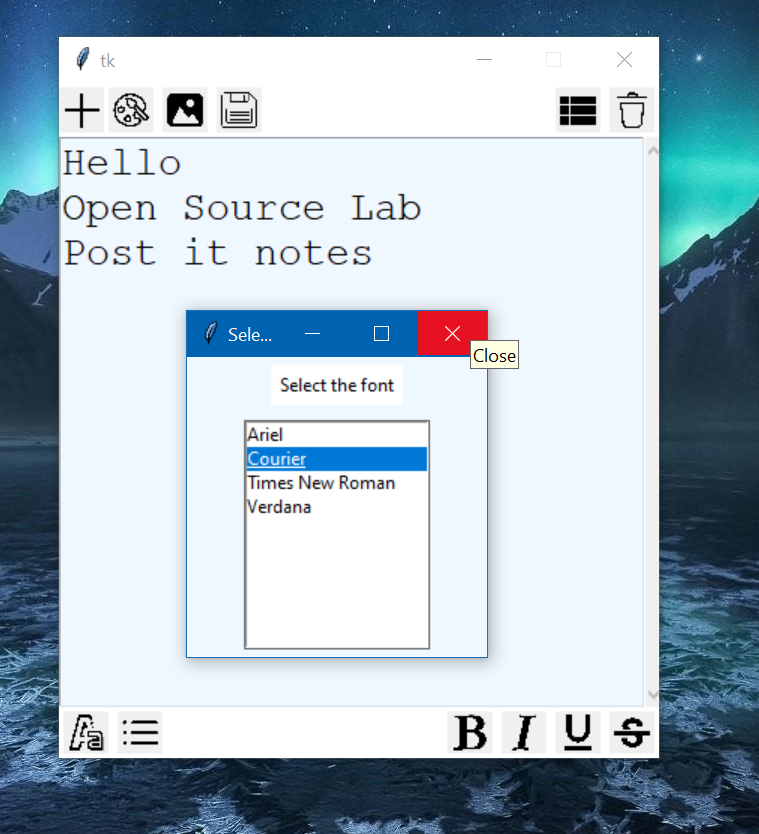 tk
Hello
Open Source Lab
Post it notes
Sele...
Close
Select the font
Ariel
Courier
Times New Roman
Verdana
Aa
B I U S